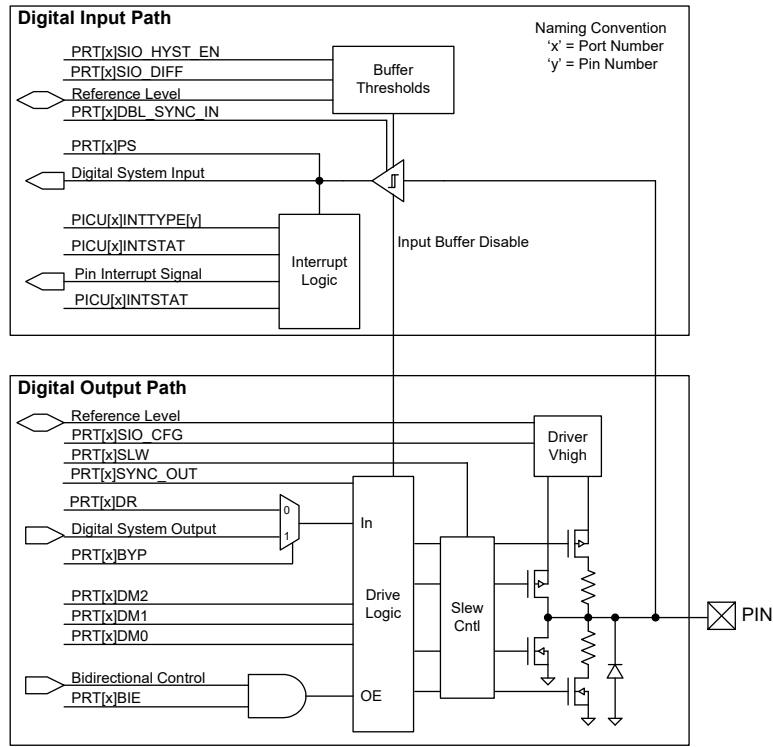 Digital Input Path
Naming Convention
‘x’ = Port Number
‘y’ = Pin Number
PRT[x]SIO_HYST_EN
PRT[x]SIO_DIFF
Reference Level
PRT[x]DBL_SYNC_IN
Buffer
Thresholds
PRT[x]PS
Digital System Input
PICU[x]INTTYPE[y]
PICU[x]INTSTAT
Pin Interrupt Signal
PICU[x]INTSTAT
Interrupt
Logic
Input Buffer Disable
Digital Output Path
Reference Level
PRT[x]SIO_CFG
PRT[x]SLW
PRT[x]SYNC_OUT
Driver
Vhigh
PRT[x]DR
Digital System Output
PRT[x]BYP
0
1
In
Drive
Logic
OE
Slew
Cntl
PIN
PRT[x]DM2
PRT[x]DM1
PRT[x]DM0
Bidirectional Control
PRT[x]BIE